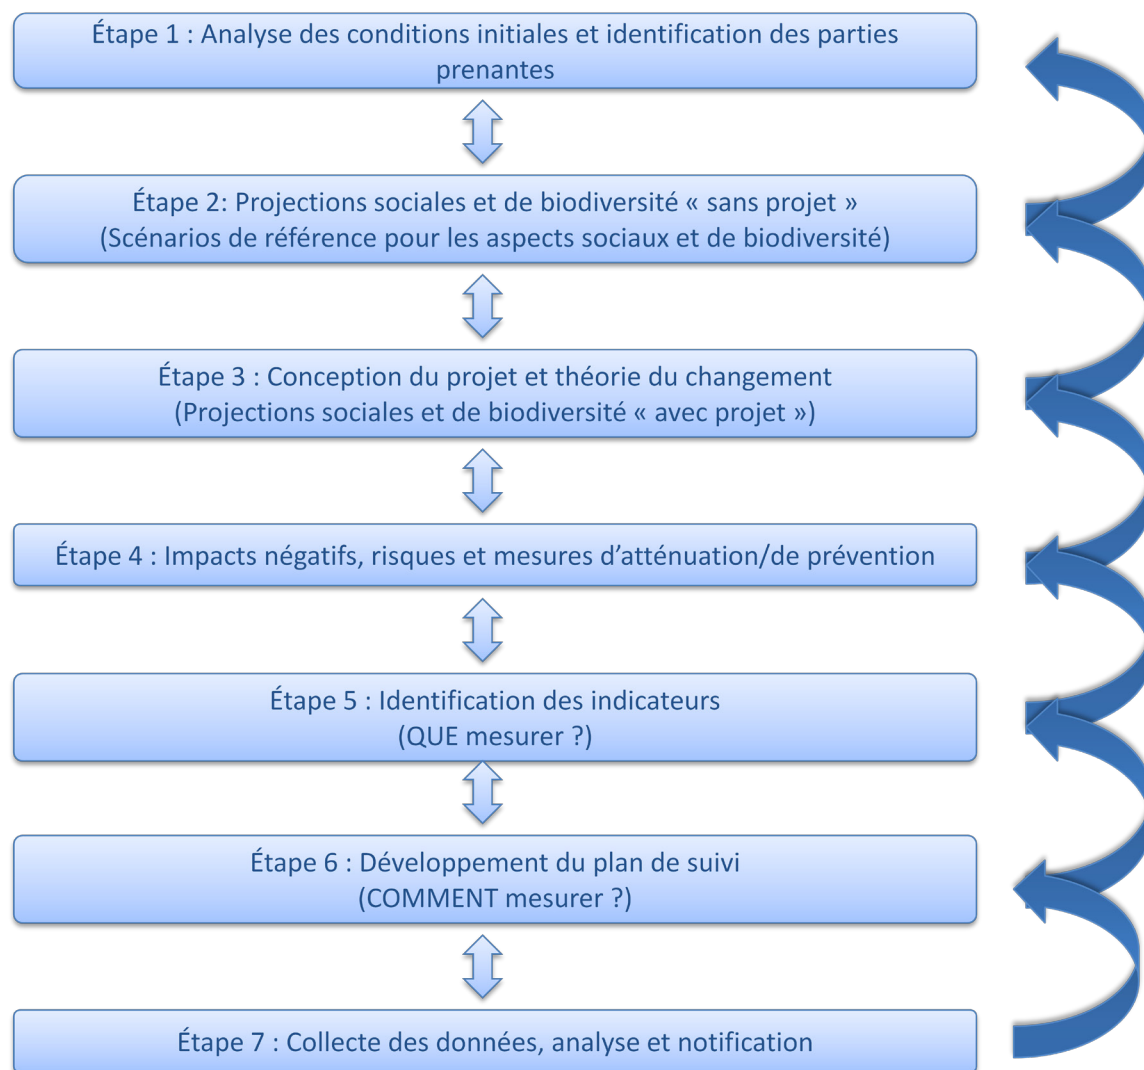 Étape 1 : Analyse des conditions initiales et identification des parties
prenantes
Étape 2: Projections sociales et de biodiversité « sans projet »
(Scénarios de référence pour les aspects sociaux et de biodiversité)
Étape 3 : Conception du projet et théorie du changement
(Projections sociales et de biodiversité « avec projet »)
Étape 4 : Impacts négatifs, risques et mesures d’atténuation/de prévention
Étape 5 : Identification des indicateurs
(QUE mesurer ?)
Étape 6 : Développement du plan de suivi
(COMMENT mesurer ?)
Étape 7 : Collecte des données, analyse et notification